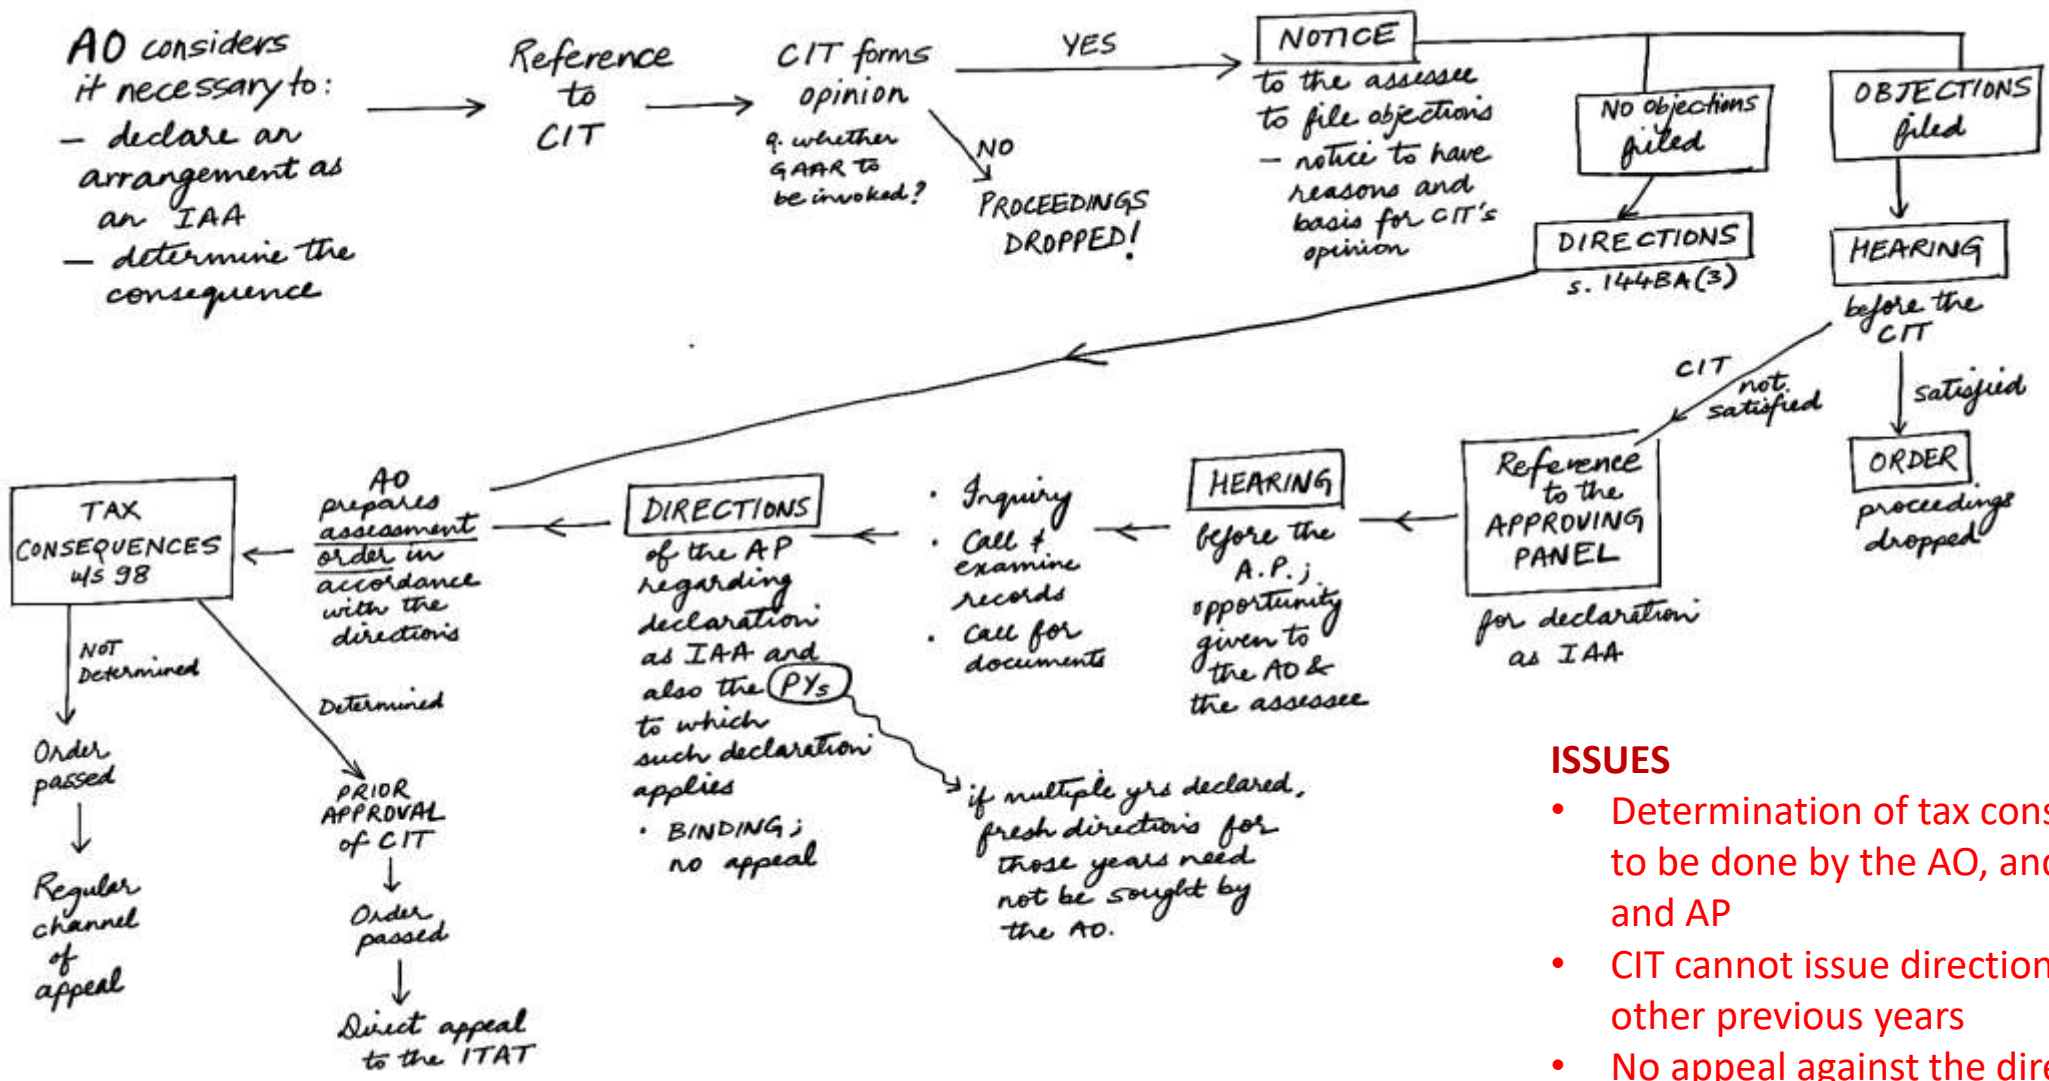 AO considers
it necessary to:
- declare an
arrangement as
an IAA
- determine the
consequence
Reference
to
CIT
CIT forms
opinion
q. whether
GAAR to
be invoked?
YES
NO
PROCEEDINGS
DROPPED!
NOTICE
to the assessee
to file objections
- notice to have
reasons and
basis for CIT's
opinion
NO Objections
filed
DIRECTIONS
s. 144BA(3)
OBJECTIONS
filed
HEARING
before the
CIT
CIT
not
satisfied
satisfied
ORDER
proceedings
dropped
Reference
to the
APPROVING
PANEL
for declaration
as IAA
HEARING
before the
A.P.;
opportunity
given to
the AO &
the assessee
• Inquiry
• Call &
examine
records
• Call for
documents
DIRECTIONS
of the AP
regarding
declaration
as IAA and
also the PYs
to which
such declaration
applies
• BINDING;
no appeal
if multiple yrs declared,
fresh directions for
those years need
not be sought by
the AO.
AO
prepares
assessment
order in
accordance
with the
directions
TAX
CONSEQUENCES
u/s 98
NOT
Determined
Order
passed
Regular
channel
of
appeal
Determined
PRIOR
APPROVAL
of CIT
Order
passed
Direct appeal
to the ITAT
ISSUES
• Determination of tax cons
to be done by the AO, and
and AP
• CIT cannot issue direction
other previous years
• No appeal against the dire